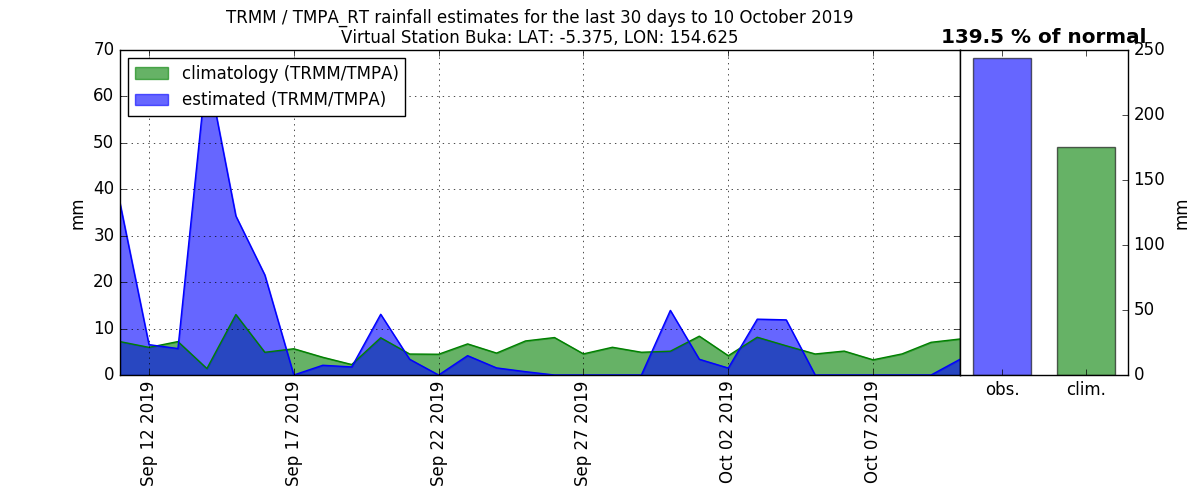 TRMM / TMPA_RT rainfall estimates for the last 30 days to 10 October 2019
Virtual Station Buka: LAT: -5.375, LON: 154.625
139.5 % of normal
climatology (TRMM/TMPA)
estimated (TRMM/TMPA)
70
60
50
40
30
20
10
0
mm
Sep 12 2019
Sep 17 2019
Sep 22 2019
Sep 27 2019
Oct 02 2019
Oct 07 2019
250
200
150
100
50
0
mm
obs.
clim.